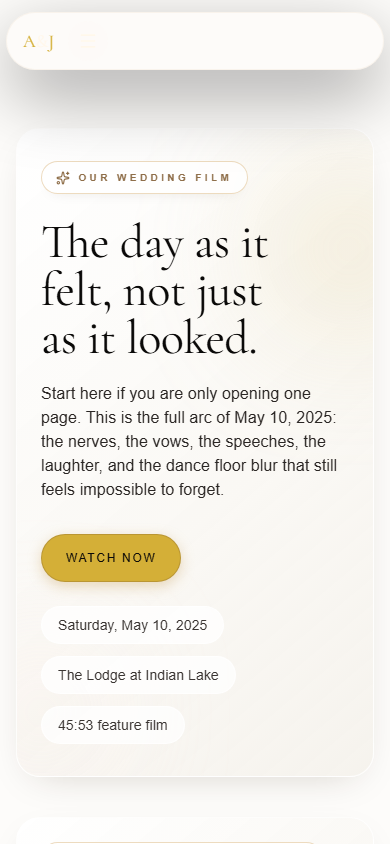 A J
OUR WEDDING FILM
The day as it
felt, not just
as it looked.
Start here if you are only opening one
page. This is the full arc of May 10, 2025:
the nerves, the vows, the speeches, the
laughter, and the dance floor blur that still
feels impossible to forget.
WATCH NOW
Saturday, May 10, 2025
The Lodge at Indian Lake
45:53 feature film